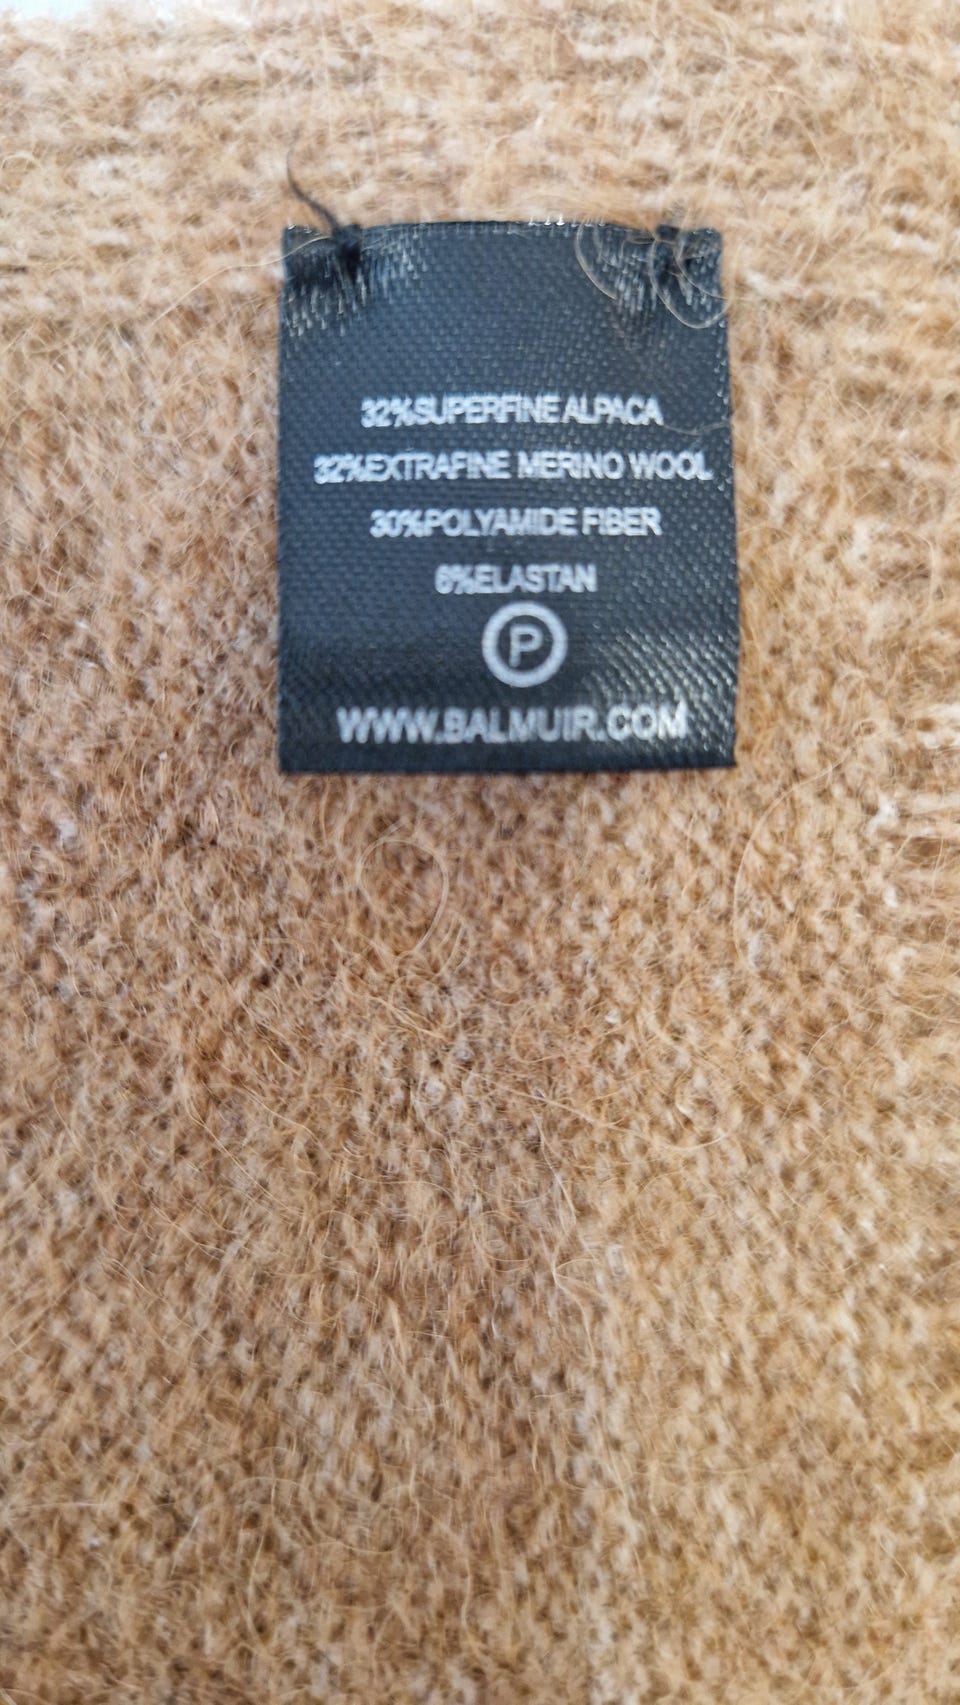 32%SUPERFINE ALPACA
32%EXTRAFINE MERINO WOOL
30%POLYAMIDE FIBER
6%ELASTAN
P
WWW.BALMUIR.COM